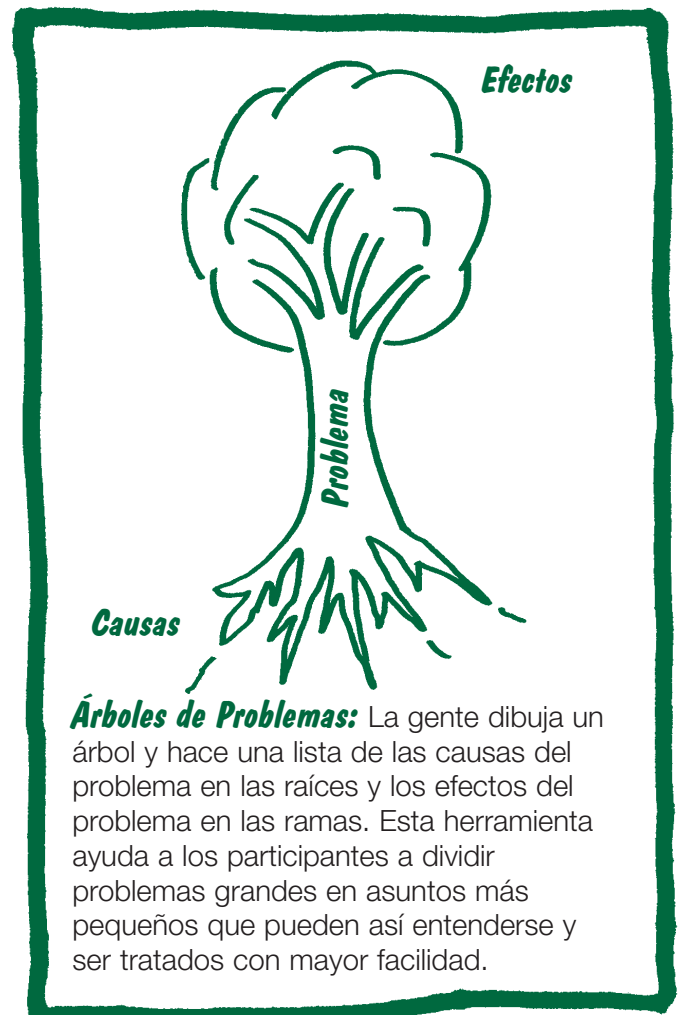 Efectos
Problema
Causas
Árboles de Problemas: La gente dibuja un
árbol y hace una lista de las causas del
problema en las raíces y los efectos del
problema en las ramas. Esta herramienta
ayuda a los participantes a dividir
problemas grandes en asuntos más
pequeños que pueden así entenderse y
ser tratados con mayor facilidad.